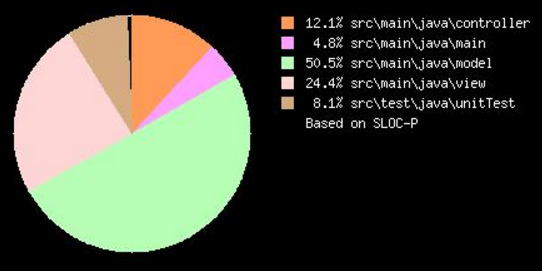 12.1% src\main\java\controller
4.8% src\main\java\main
50.5% src\main\java\model
24.4% src\main\java\view
8.1% src\test\java\unitTest
Based on SLOC-P